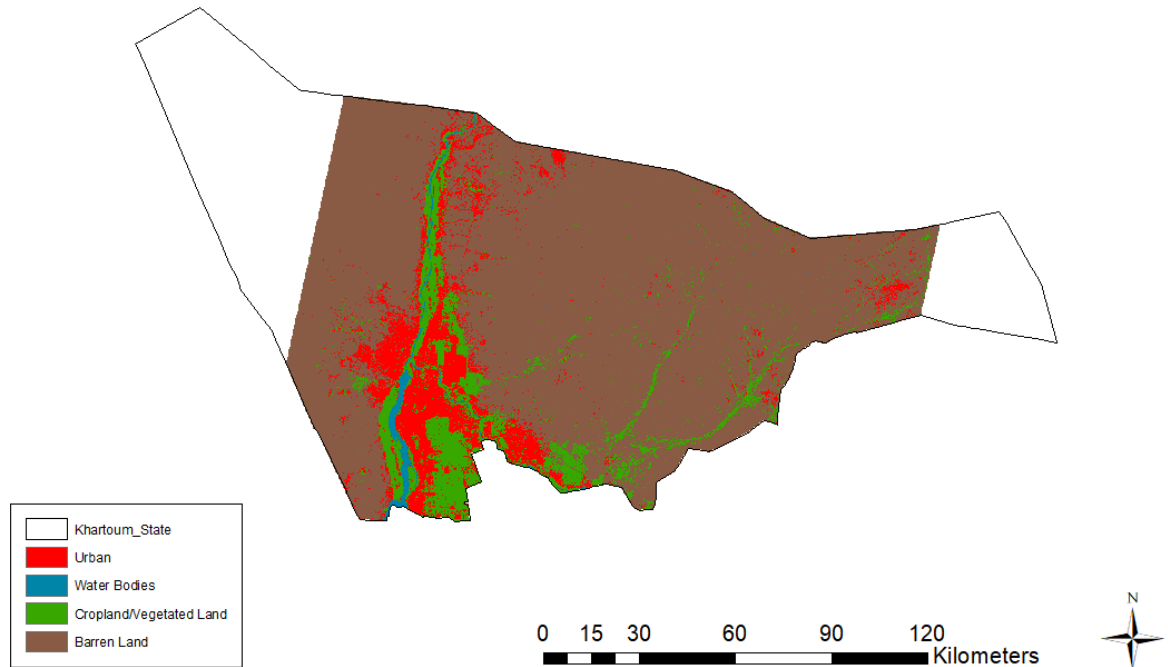 Khartoum_State
Urban
Water Bodies
Cropland/Vegetated Land
Barren Land
0 15 30 60 90 120
Kilometers
N